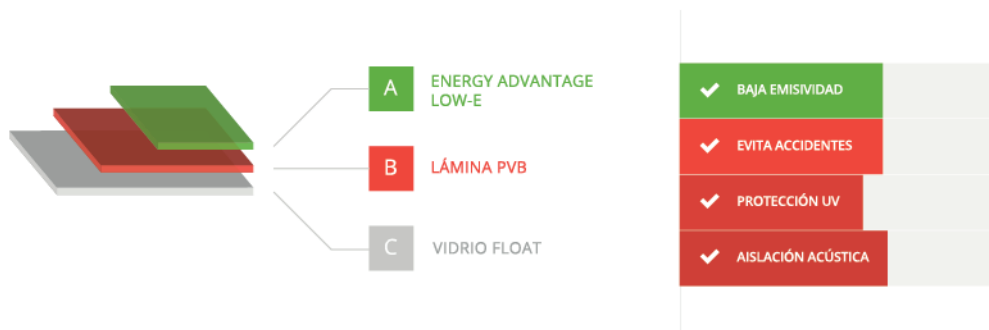 A
ENERGY ADVANTAGE
LOW-E
B
LÁMINA PVB
C
VIDRIO FLOAT
BAJA EMISIVIDAD
EVITA ACCIDENTES
PROTECCIÓN UV
AISLACIÓN ACÚSTICA